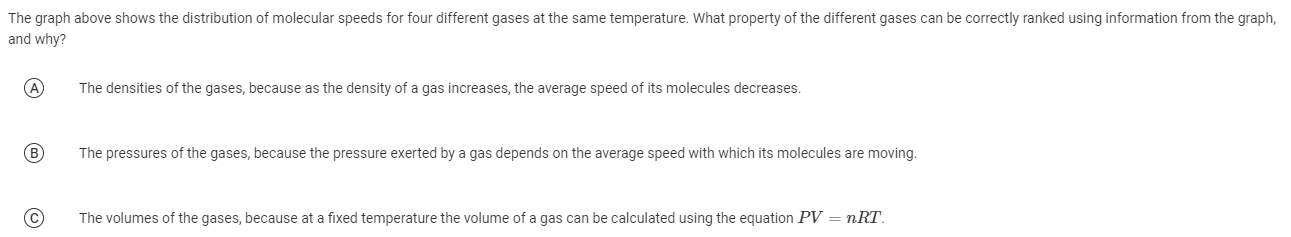 The graph above shows the distribution of molecular speeds for four different gases at the same temperature. What property of the different gases can be correctly ranked using information from the graph,
and why?
A The densities of the gases, because as the density of a gas increases, the average speed of its molecules decreases.
B The pressures of the gases, because the pressure exerted by a gas depends on the average speed with which its molecules are moving.
C The volumes of the gases, because at a fixed temperature the volume of a gas can be calculated using the equation PV = nRT.